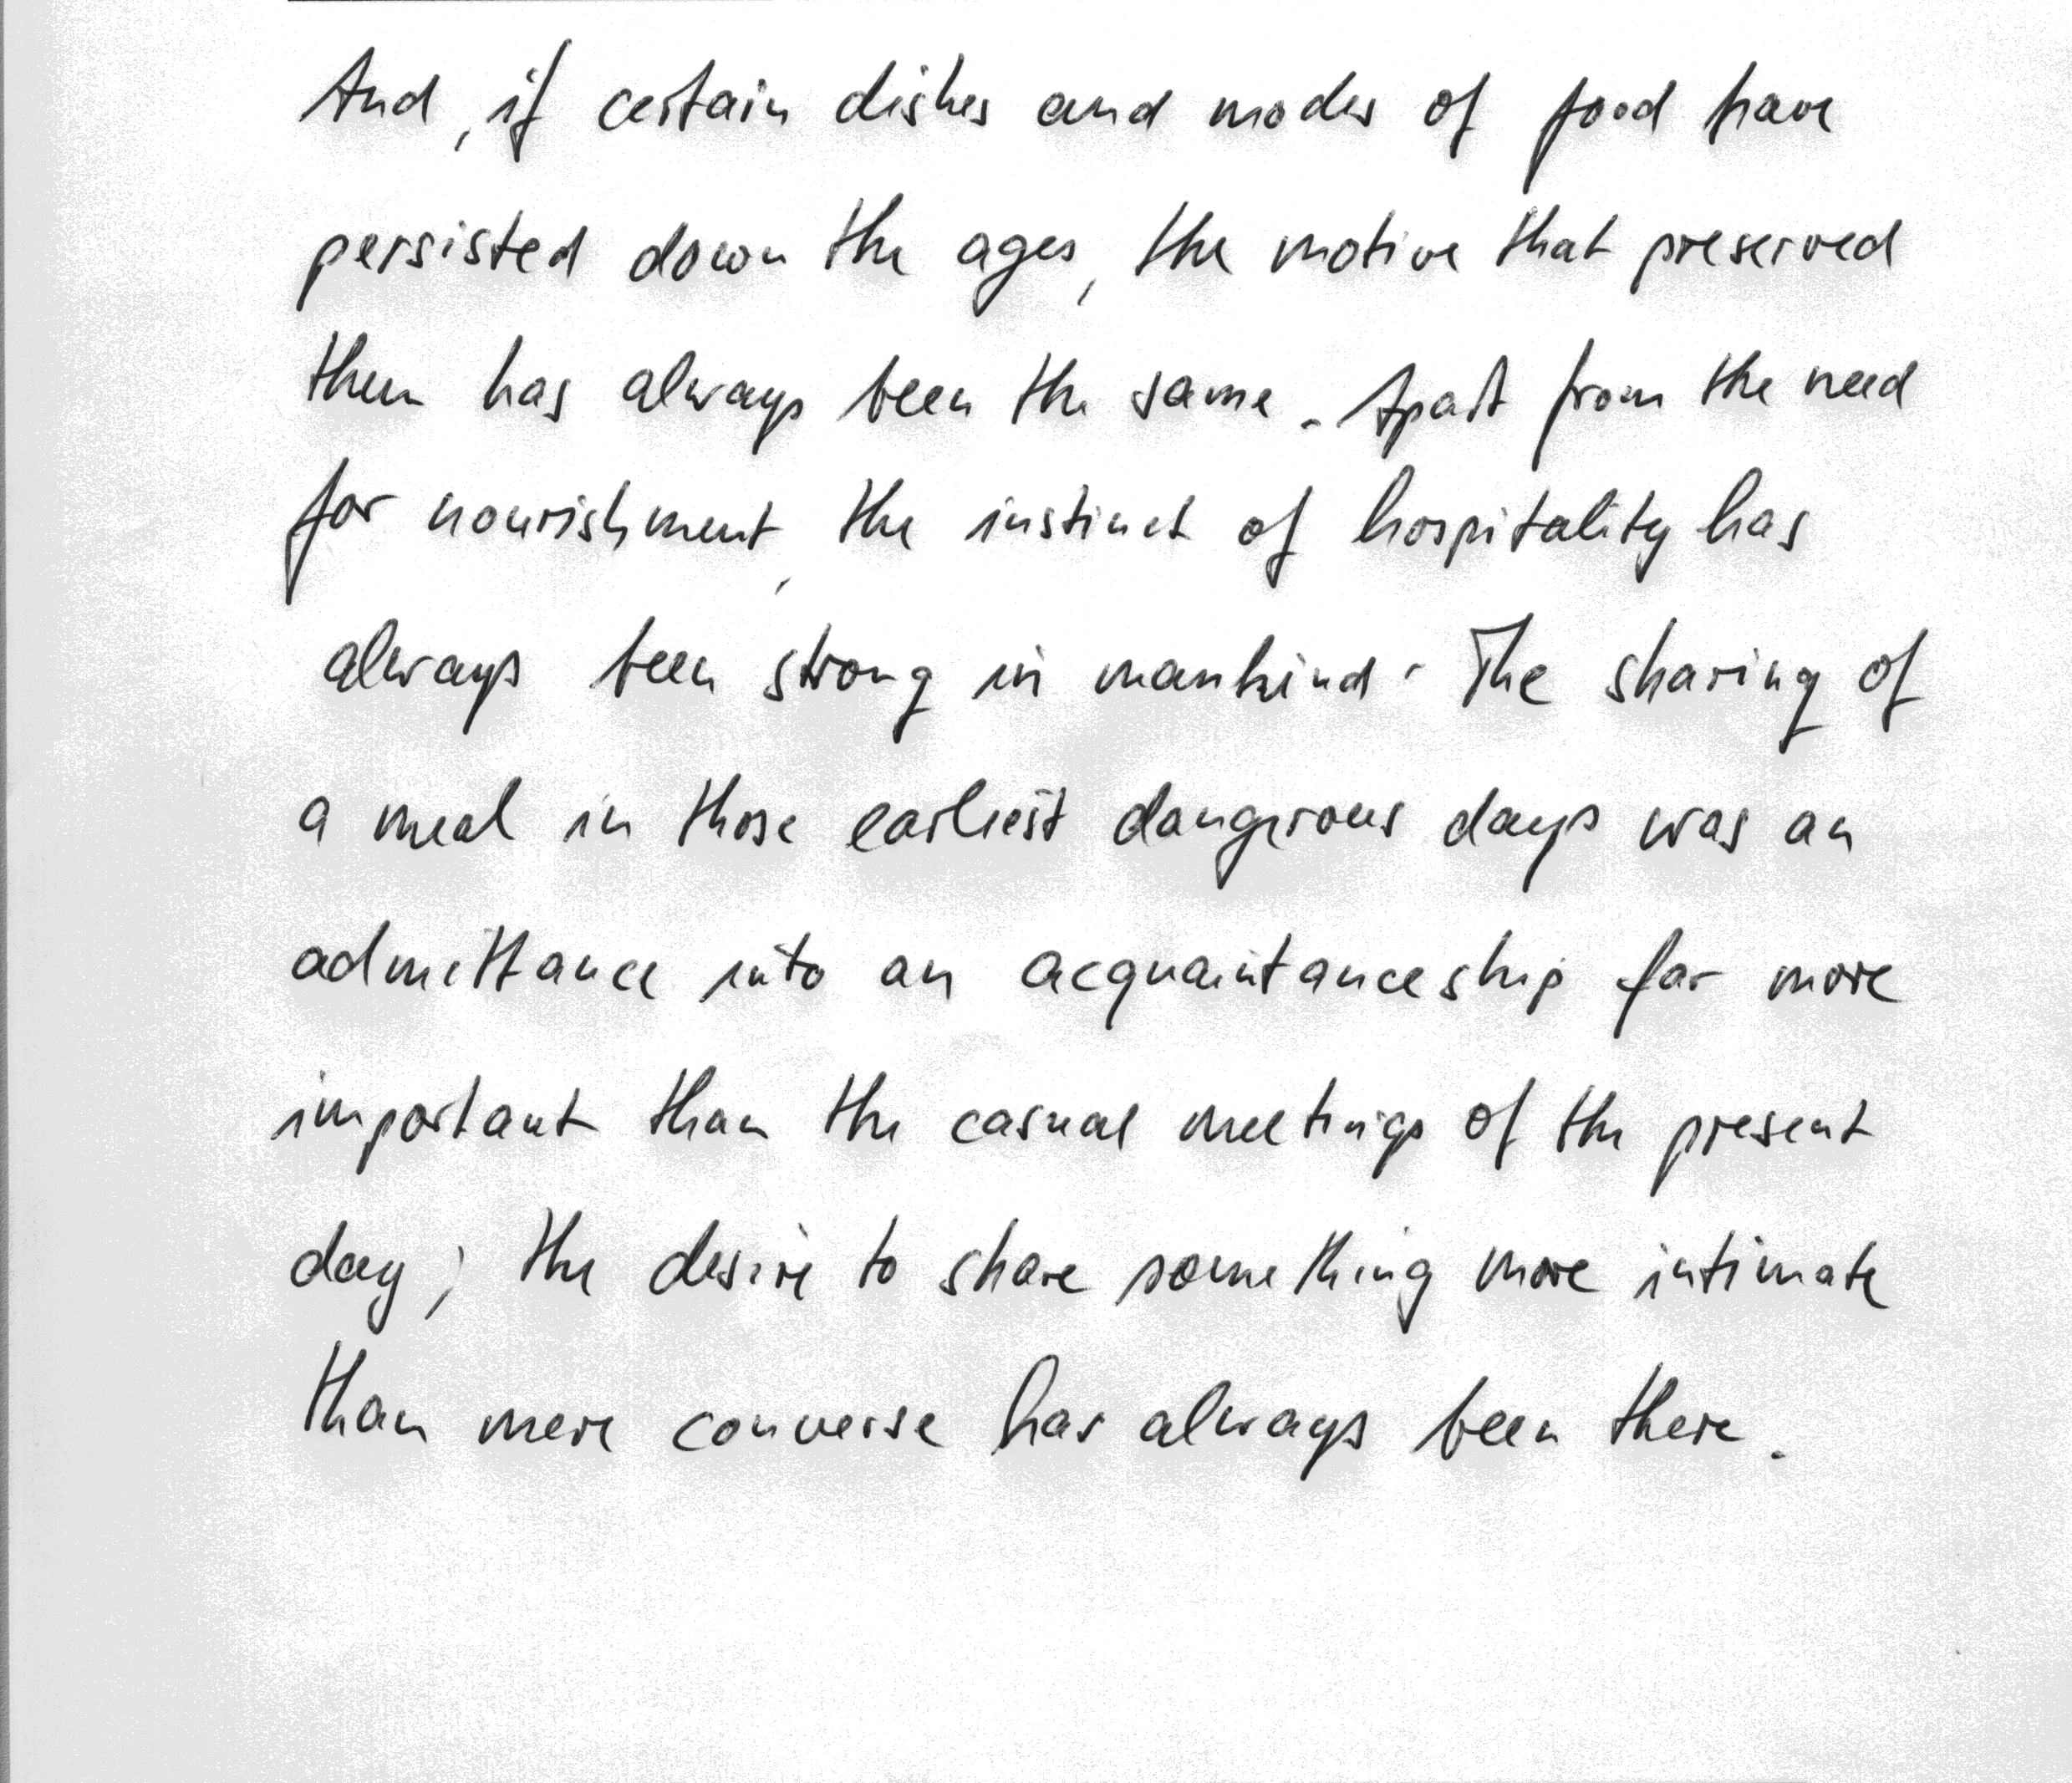 And, if certain dishes and modes of food have
persisted down the ages, the motive that preserved
them has always been the same. Apart from the need
for nourishment, the instinct of hospitality has
always been strong in mankind. The sharing of
a meal in those earliest dangerous days was an
admittance into an acquaintanceship far more
important than the casual meetings of the present
day; the desire to share something more intimate
than mere converse has always been there.